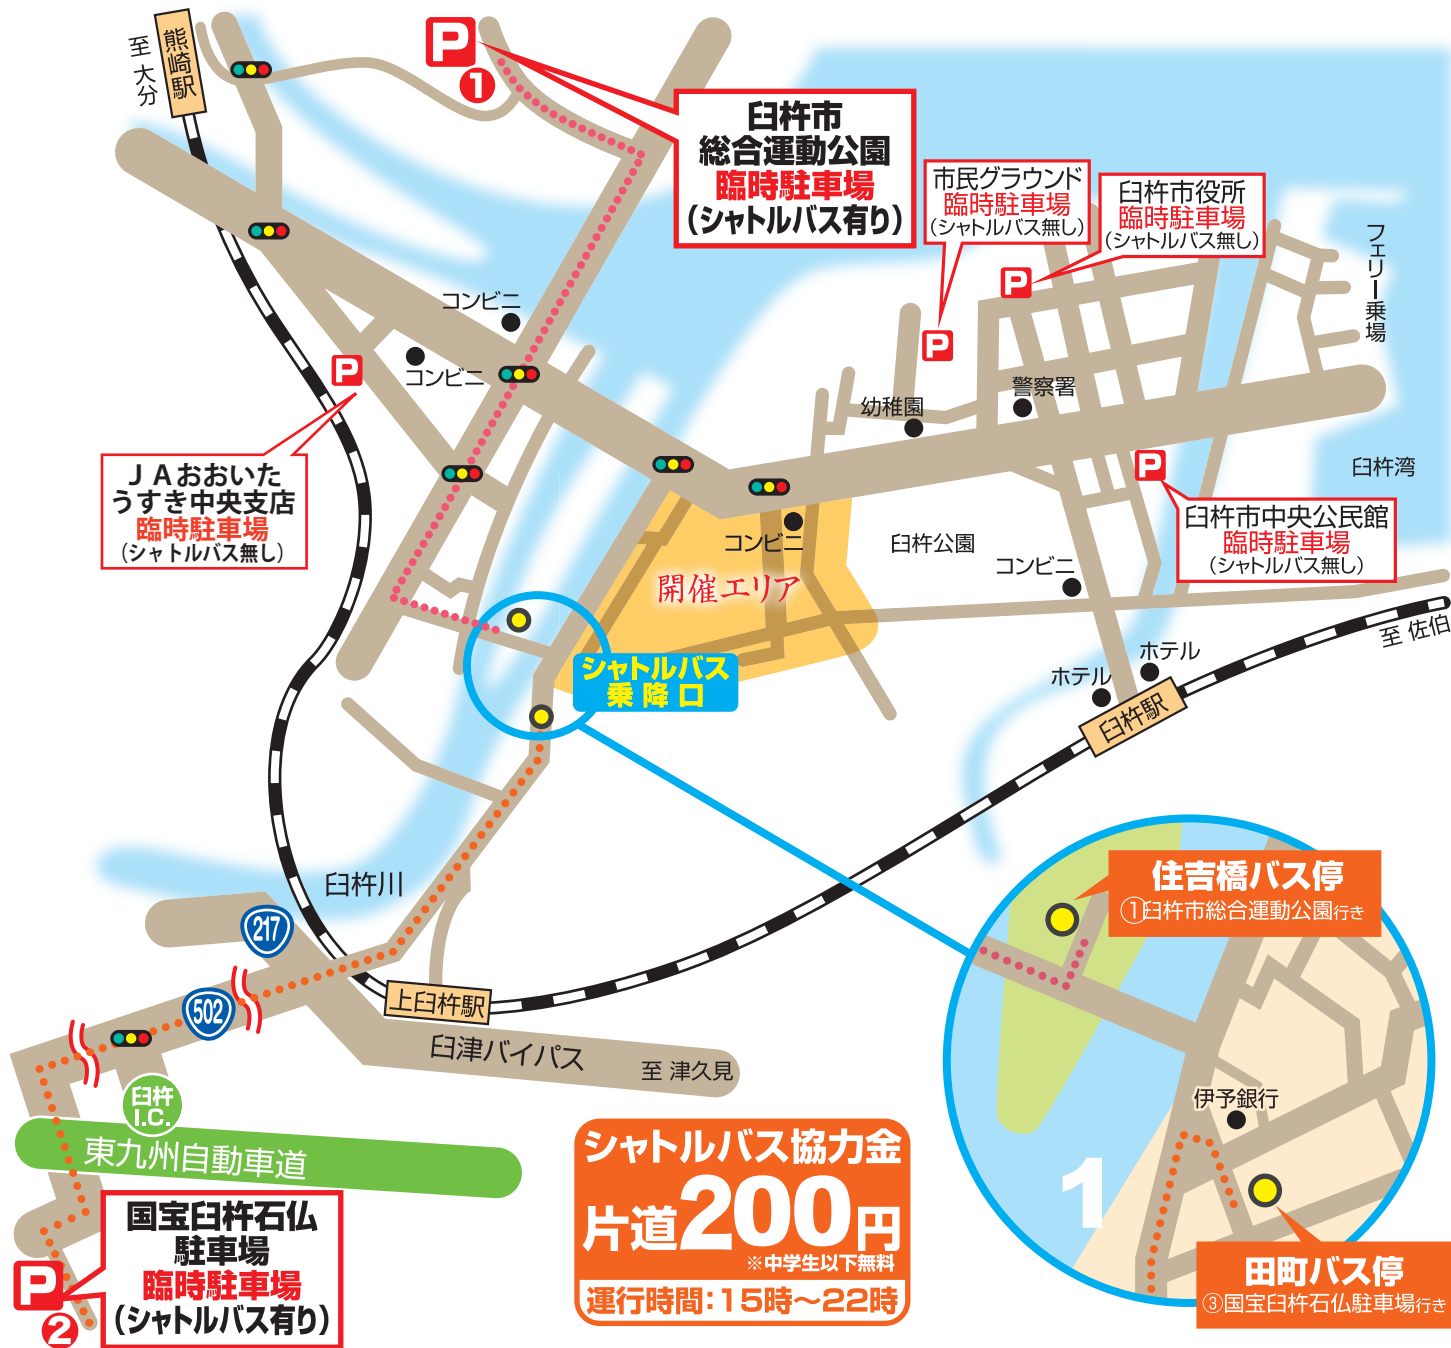 至 大分
熊崎駅
P
1
臼杵市
総合運動公園
臨時駐車場
(シャトルバス有り)
市民グラウンド
臨時駐車場
(シャトルバス無し)
臼杵市役所
臨時駐車場
(シャトルバス無し)
P
P
フェリー乗場
コンビニ
コンビニ
P
JAおおいた
うすき中央支店
臨時駐車場
(シャトルバス無し)
幼稚園
警察署
P
臼杵湾
臼杵市中央公民館
臨時駐車場
(シャトルバス無し)
コンビニ
臼杵公園
コンビニ
開催エリア
至 佐伯
ホテル
ホテル
臼杵駅
シャトルバス
乗降口
臼杵川
217
502
上臼杵駅
臼津バイパス
至 津久見
臼杵
I.C.
東九州自動車道
国宝臼杵石仏
駐車場
臨時駐車場
(シャトルバス有り)
P
2
シャトルバス協力金
片道200円
※中学生以下無料
運行時間:15時〜22時
住吉橋バス停
①臼杵市総合運動公園行き
伊予銀行
1
田町バス停
③国宝臼杵石仏駐車場行き